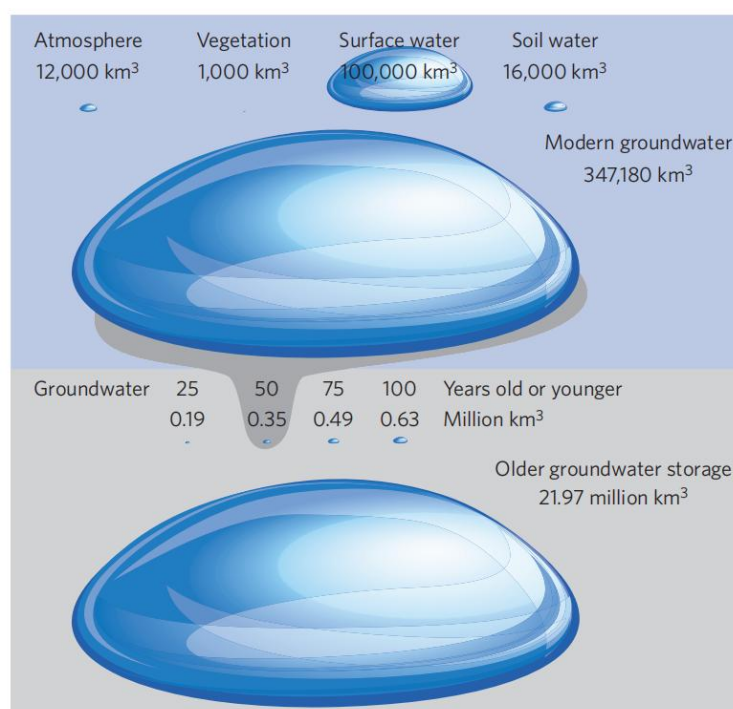 Atmosphere Vegetation Surface water Soil water
12,000 km³ 1,000 km³ 100,000 km³ 16,000 km³
Modern groundwater
347,180 km³
Groundwater 25 50 75 100 Years old or younger
0.19 0.35 0.49 0.63 Million km³
Older groundwater storage
21.97 million km³